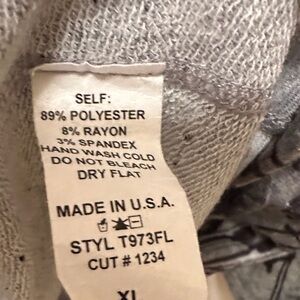 SELF:
89% POLYESTER
8% RAYON
3% SPANDEX
HAND WASH COLD
DO NOT BLEACH
DRY FLAT
MADE IN U.S.A.
STYL T973FL
CUT # 1234
XL